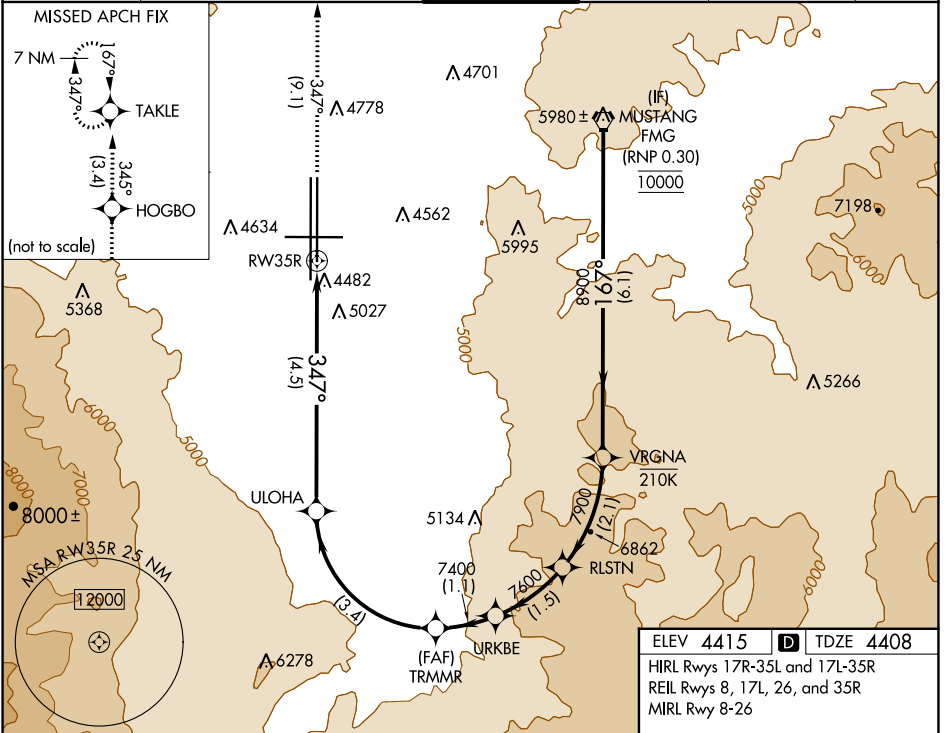 MISSED APCH FIX
7 NM
167°
347°
TAKLE
345°
(3.4)
HOGBO
(not to scale)
347°
(9.1)
4701
4778
(IF)
5980 ±
MUSTANG
FMG
(RNP 0.30)
10000
5000
7198
6000
4634
4562
5995
RW35R
4482
5027
5368
8900
167°
(6.1)
5000
347°
(4.5)
5266
6000
5000
VRGNA
210K
8000
7000
8000 ±
ULOHA
5134
7900
(2.1)
6862
RLSTN
7400
(1.1)
7600
(1.5)
6000
MSA RW35R 25 NM
12000
(3.4)
(FAF)
TRMMR
URKBE
6278
ELEV 4415
D
TDZE 4408
HIRL Rwys 17R-35L and 17L-35R
REIL Rwys 8, 17L, 26, and 35R
MIRL Rwy 8-26